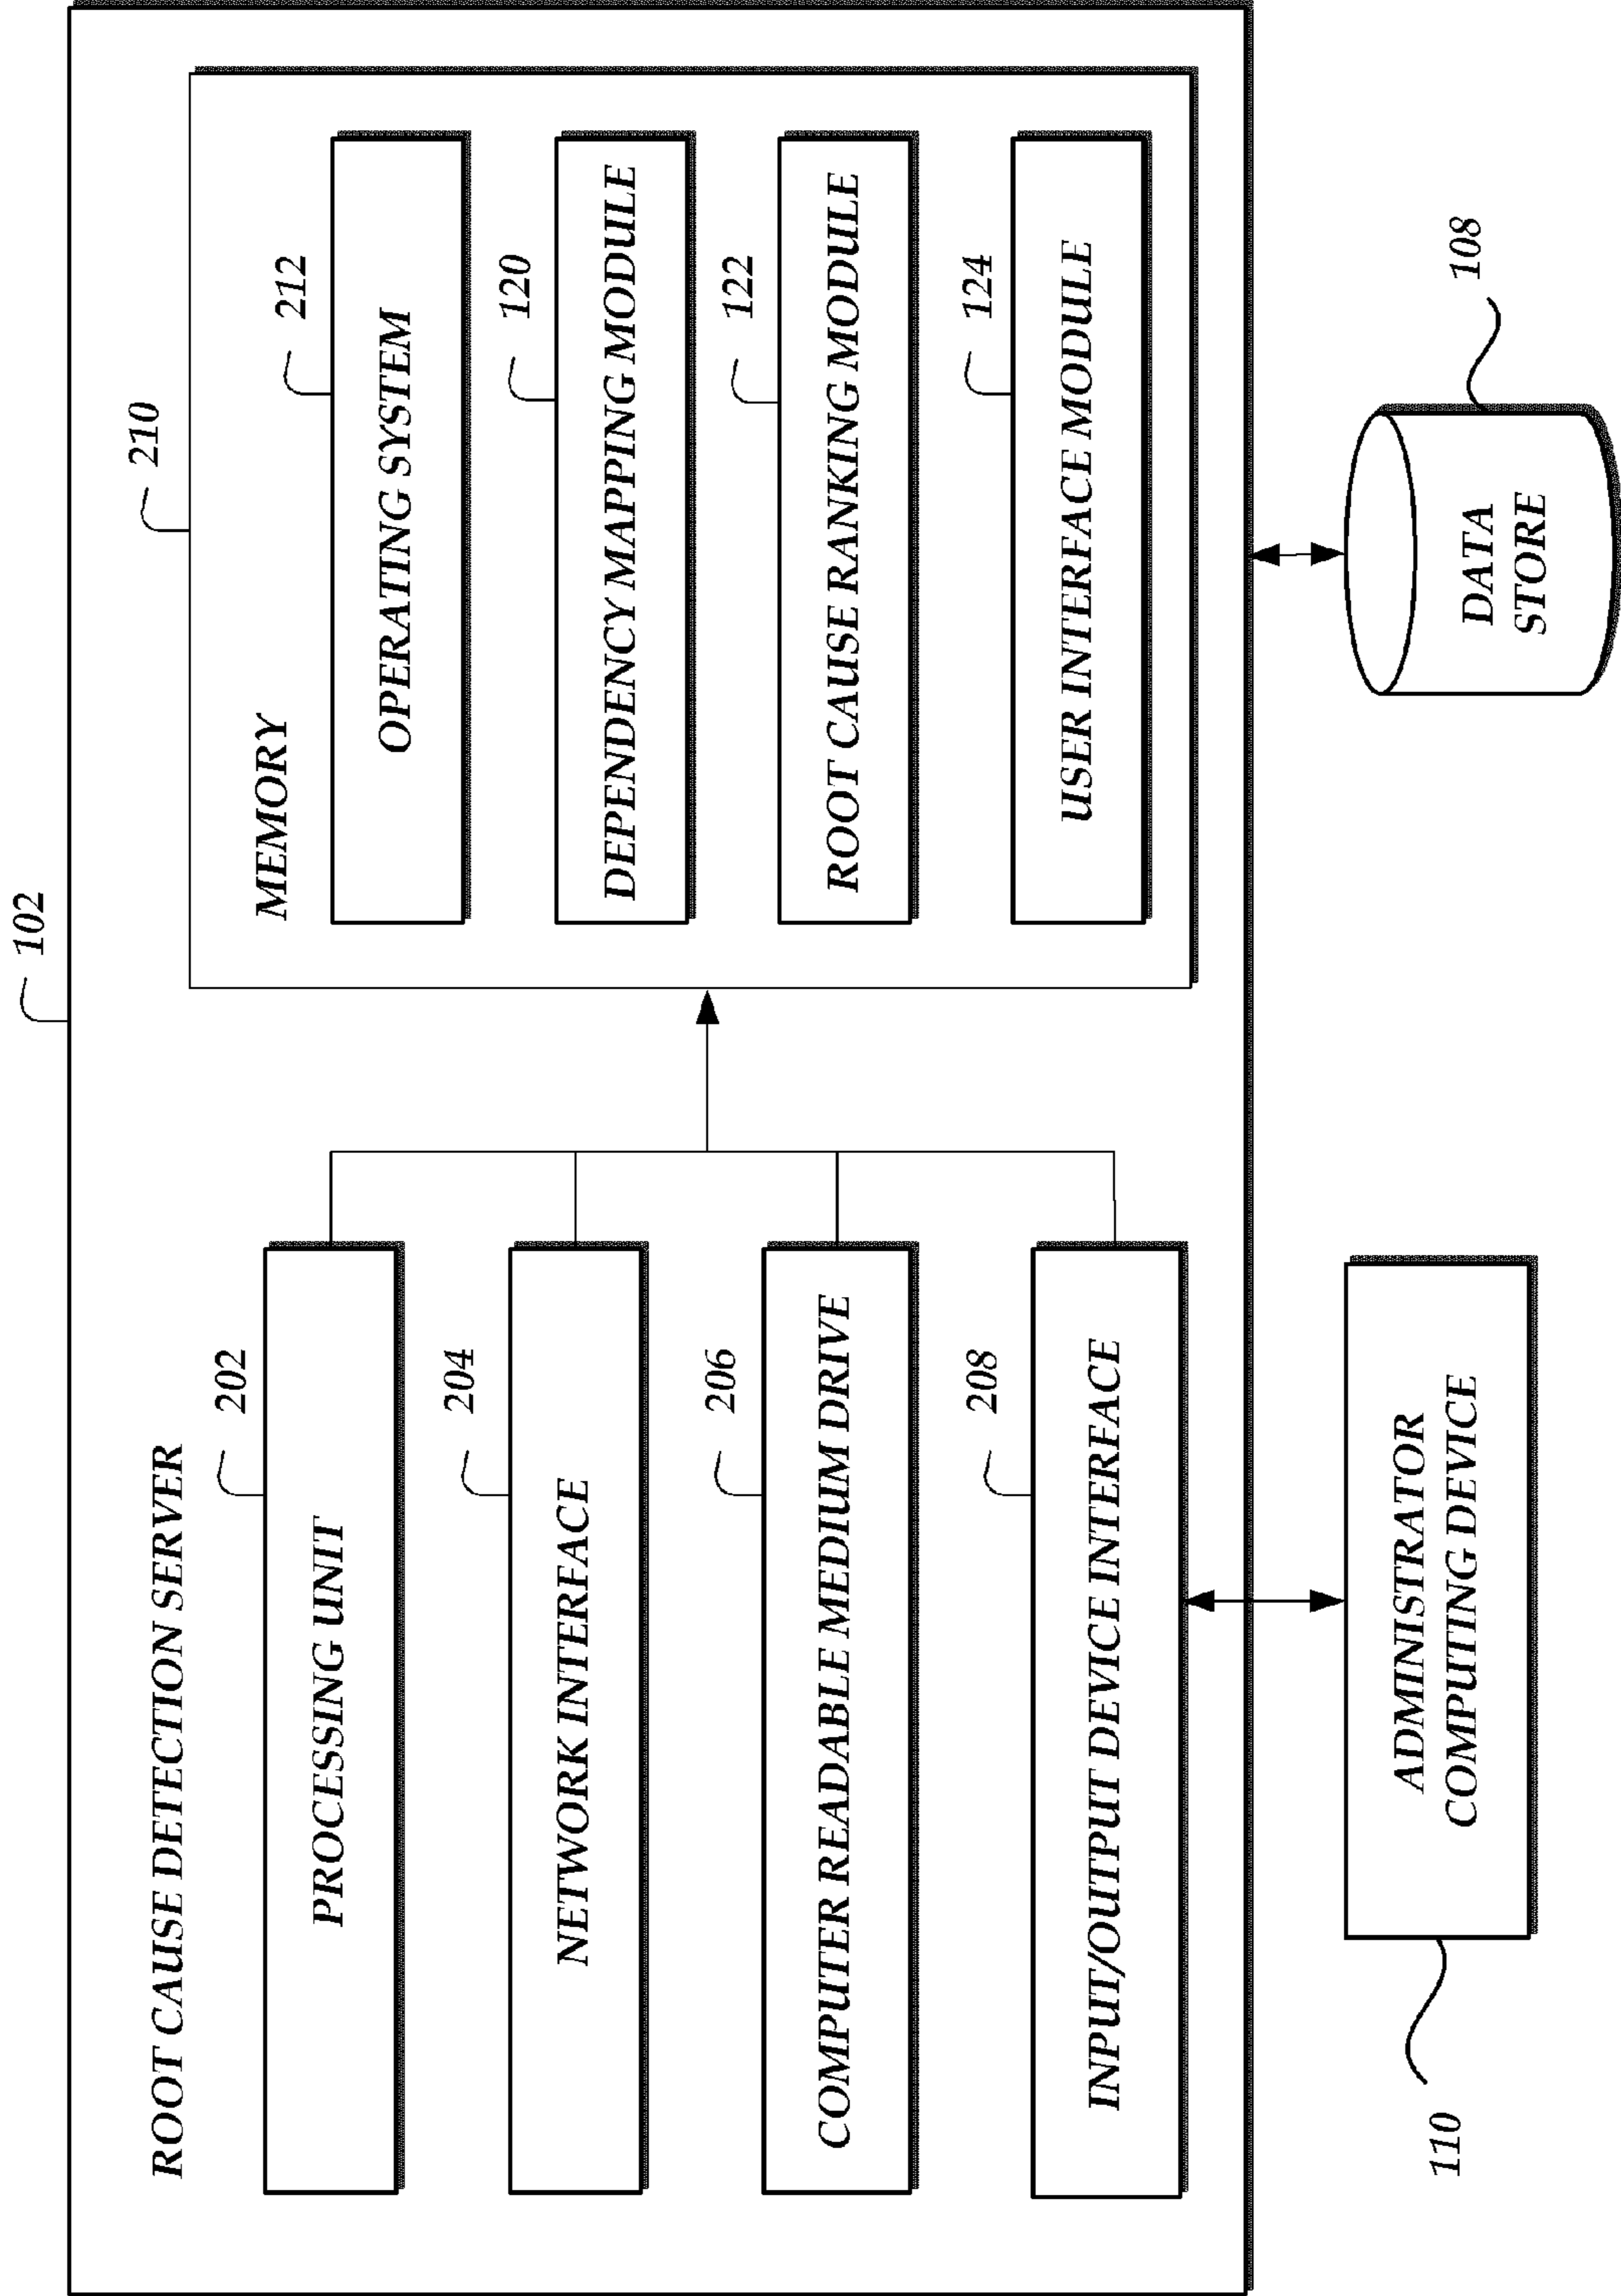 102
ROOT CAUSE DETECTION SERVER
210
MEMORY
202
PROCESSING UNIT
212
OPERATING SYSTEM
204
NETWORK INTERFACE
120
DEPENDENCY MAPPING MODULE
206
COMPUTER READABLE MEDIUM DRIVE
122
ROOT CAUSE RANKING MODULE
208
INPUT/OUTPUT DEVICE INTERFACE
124
USER INTERFACE MODULE
110
ADMINISTRATOR
COMPUTING DEVICE
108
DATA
STORE